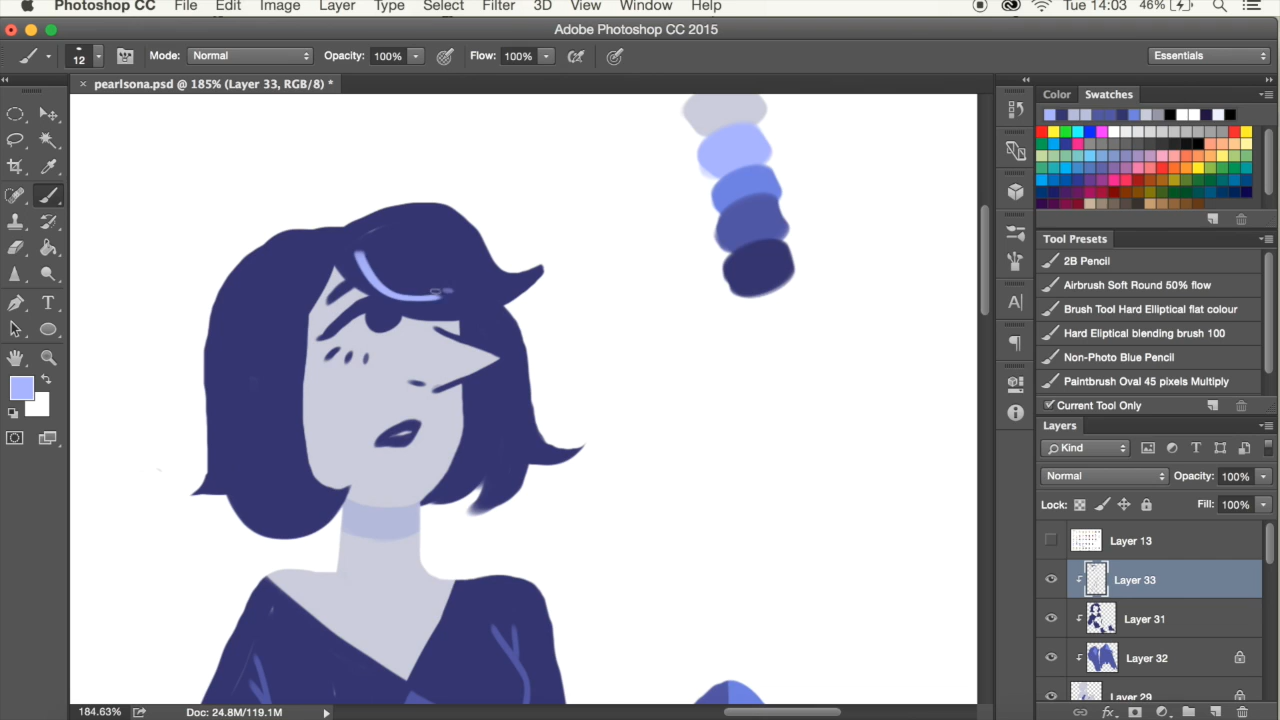 Photoshop CC File Edit Image Layer Type Select Filter 3D View Window Help Tue 14:03 46%
Adobe Photoshop CC 2015
12 Mode: Normal Opacity: 100% Flow: 100% Essentials
× pearlsona.psd @ 185% (Layer 33, RGB/8) *
Color Swatches
Tool Presets
2B Pencil
Airbrush Soft Round 50% flow
Brush Tool Hard Elliptical flat colour
Hard Eliptical blending brush 100
Non-Photo Blue Pencil
Paintbrush Oval 45 pixels Multiply
Current Tool Only
Layers
Kind
Normal Opacity: 100%
Lock: Fill: 100%
Layer 13
Layer 33
Layer 31
Layer 32
Layer 29
184.63% Doc: 24.8M/119.1M